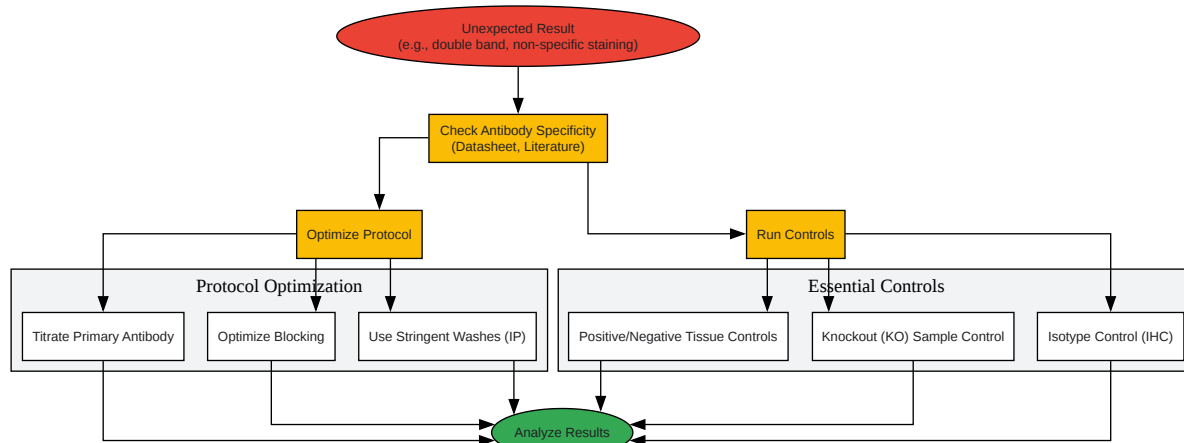 Unexpected Result
(e.g., double band, non-specific staining)
Check Antibody Specificity
(Datasheet, Literature)
Optimize Protocol
Run Controls
Protocol Optimization
Essential Controls
Titrate Primary Antibody
Optimize Blocking
Use Stringent Washes (IP)
Positive/Negative Tissue Controls
Knockout (KO) Sample Control
Isotype Control (IHC)
Analyze Results